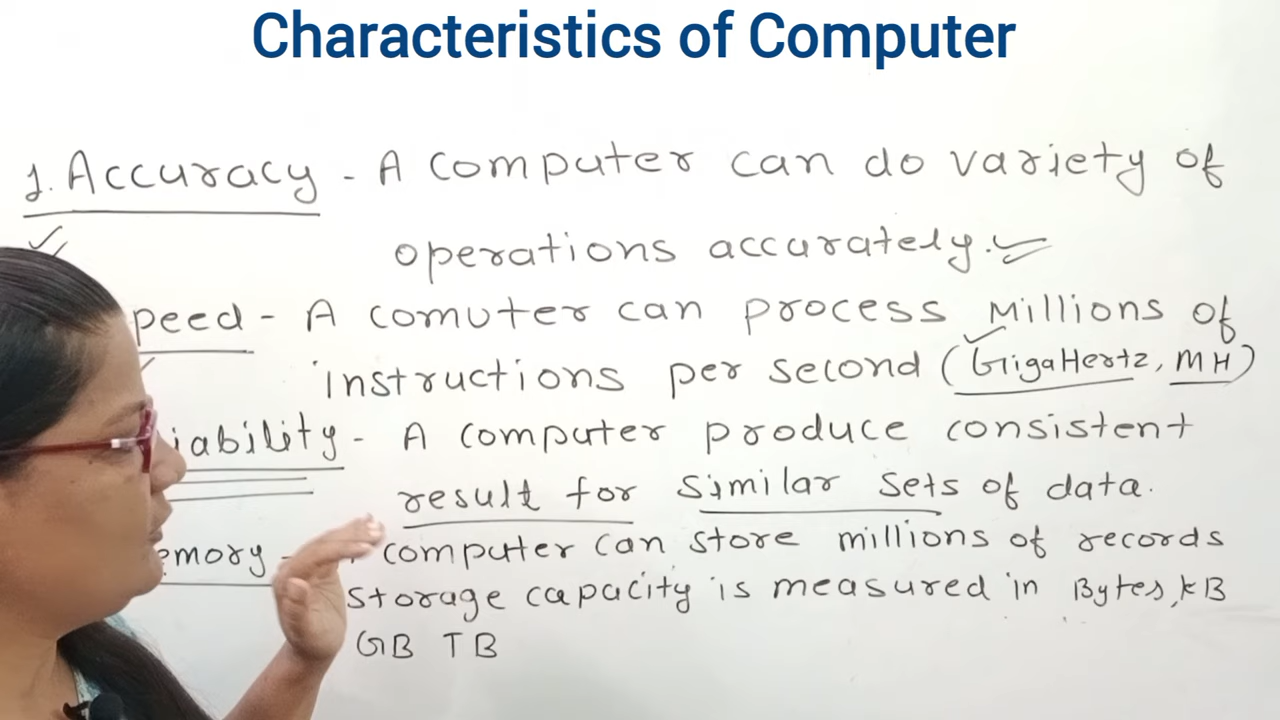 Characteristics of Computer
1. Accuracy - A computer can do variety of
operations accurately.
peed - A comuter can process Millions of
instructions per second (GigaHertz, MH)
iability - A computer produce consistent
result for similar sets of data.
emory - computer can store millions of records
storage capacity is measured in Bytes, KB
GB TB